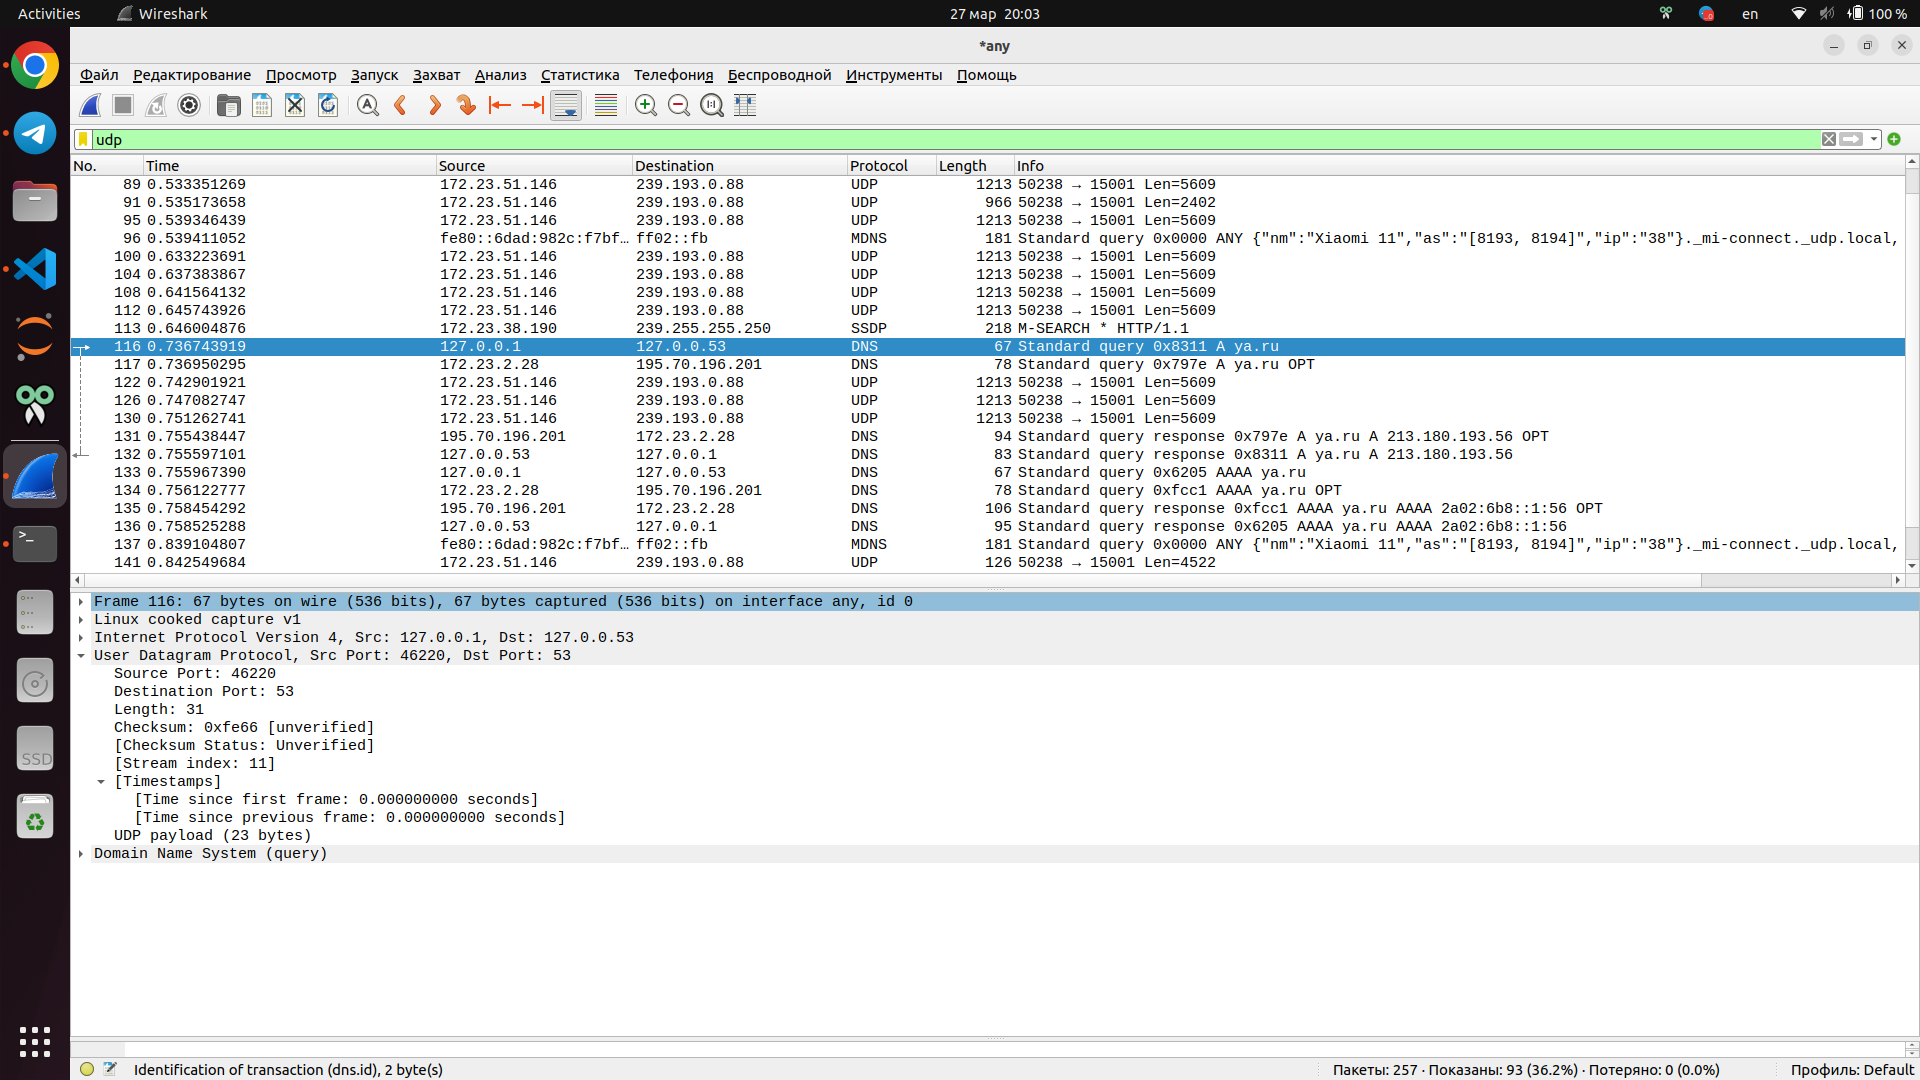 Activities Wireshark 27 мар 20:03 en 100 %
*any
Файл Редактирование Просмотр Запуск Захват Анализ Статистика Телефония Беспроводной Инструменты Помощь
udp
No. Time Source Destination Protocol Length Info
89 0.533351269 172.23.51.146 239.193.0.88 UDP 1213 50238 → 15001 Len=5609
91 0.535173658 172.23.51.146 239.193.0.88 UDP 966 50238 → 15001 Len=2402
95 0.539346439 172.23.51.146 239.193.0.88 UDP 1213 50238 → 15001 Len=5609
96 0.539411052 fe80::6dad:982c:f7bf… ff02::fb MDNS 181 Standard query 0x0000 ANY {"nm":"Xiaomi 11","as":"[8193, 8194]","ip":"38"}._mi-connect._udp.local,
100 0.633223691 172.23.51.146 239.193.0.88 UDP 1213 50238 → 15001 Len=5609
104 0.637383867 172.23.51.146 239.193.0.88 UDP 1213 50238 → 15001 Len=5609
108 0.641564132 172.23.51.146 239.193.0.88 UDP 1213 50238 → 15001 Len=5609
112 0.645743926 172.23.51.146 239.193.0.88 UDP 1213 50238 → 15001 Len=5609
113 0.646004876 172.23.38.190 239.255.255.250 SSDP 218 M-SEARCH * HTTP/1.1
116 0.736743919 127.0.0.1 127.0.0.53 DNS 67 Standard query 0x8311 A ya.ru
117 0.736950295 172.23.2.28 195.70.196.201 DNS 78 Standard query 0x797e A ya.ru OPT
122 0.742901921 172.23.51.146 239.193.0.88 UDP 1213 50238 → 15001 Len=5609
126 0.747082747 172.23.51.146 239.193.0.88 UDP 1213 50238 → 15001 Len=5609
130 0.751262741 172.23.51.146 239.193.0.88 UDP 1213 50238 → 15001 Len=5609
131 0.755438447 195.70.196.201 172.23.2.28 DNS 94 Standard query response 0x797e A ya.ru A 213.180.193.56 OPT
132 0.755597101 127.0.0.53 127.0.0.1 DNS 83 Standard query response 0x8311 A ya.ru A 213.180.193.56
133 0.755967390 127.0.0.1 127.0.0.53 DNS 67 Standard query 0x6205 AAAA ya.ru
134 0.756122777 172.23.2.28 195.70.196.201 DNS 78 Standard query 0xfcc1 AAAA ya.ru OPT
135 0.758454292 195.70.196.201 172.23.2.28 DNS 106 Standard query response 0xfcc1 AAAA ya.ru AAAA 2a02:6b8::1:56 OPT
136 0.758525288 127.0.0.53 127.0.0.1 DNS 95 Standard query response 0x6205 AAAA ya.ru AAAA 2a02:6b8::1:56
137 0.839104807 fe80::6dad:982c:f7bf… ff02::fb MDNS 181 Standard query 0x0000 ANY {"nm":"Xiaomi 11","as":"[8193, 8194]","ip":"38"}._mi-connect._udp.local,
141 0.842549684 172.23.51.146 239.193.0.88 UDP 126 50238 → 15001 Len=4522
Frame 116: 67 bytes on wire (536 bits), 67 bytes captured (536 bits) on interface any, id 0
Linux cooked capture v1
Internet Protocol Version 4, Src: 127.0.0.1, Dst: 127.0.0.53
User Datagram Protocol, Src Port: 46220, Dst Port: 53
Source Port: 46220
Destination Port: 53
Length: 31
Checksum: 0xfe66 [unverified]
[Checksum Status: Unverified]
[Stream index: 11]
[Timestamps]
[Time since first frame: 0.000000000 seconds]
[Time since previous frame: 0.000000000 seconds]
UDP payload (23 bytes)
Domain Name System (query)
SSD
Identification of transaction (dns.id), 2 byte(s) Пакеты: 257 · Показаны: 93 (36.2%) · Потеряно: 0 (0.0%) Профиль: Default